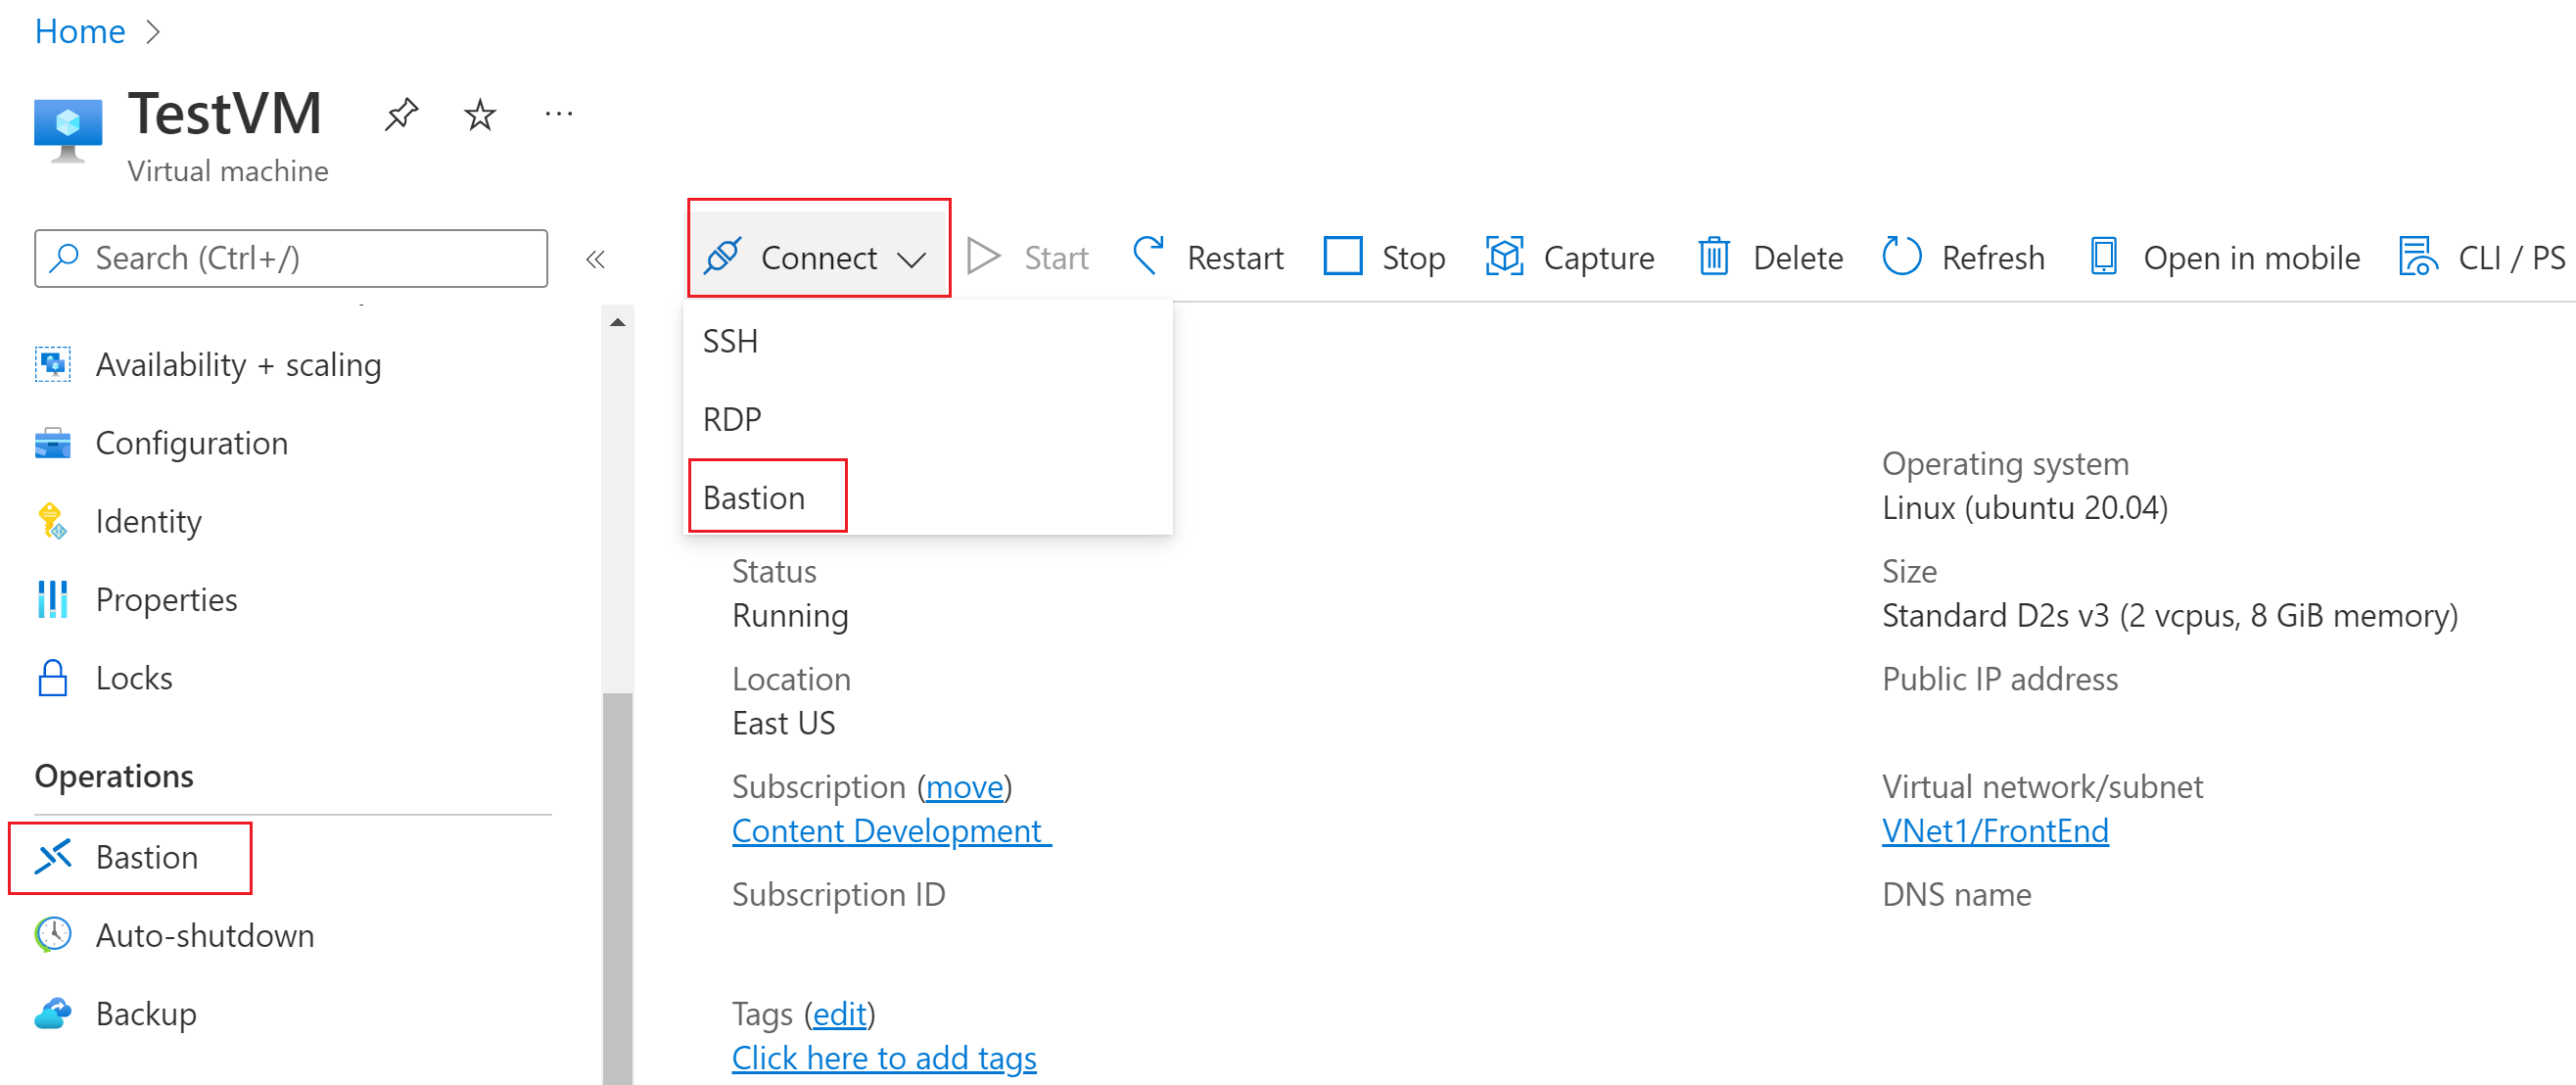 Home
TestVM
Virtual machine
Search (Ctrl+/)
Availability + scaling
Configuration
Identity
Properties
Locks
Operations
Bastion
Auto-shutdown
Backup
Connect Start Restart Stop Capture Delete Refresh Open in mobile CLI / PS
SSH
RDP
Bastion
Status
Running
Location
East US
Subscription (move)
Content Development
Subscription ID
Tags (edit)
Click here to add tags
Operating system
Linux (ubuntu 20.04)
Size
Standard D2s v3 (2 vcpus, 8 GiB memory)
Public IP address
Virtual network/subnet
VNet1/FrontEnd
DNS name